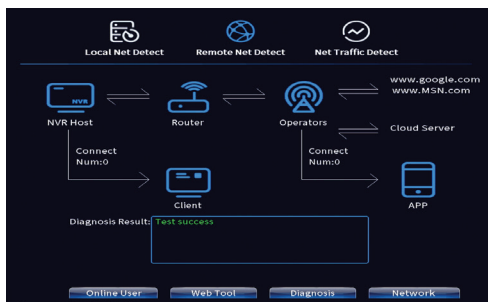 Local Net Detect
Remote Net Detect
Net Traffic Detect
www.google.com
www.MSN.com
NVR
NVR Host
Router
Operators
Cloud Server
Connect
Num:0
Connect
Num:0
Client
APP
Diagnosis Result: Test success
Online User
Web Tool
Diagnosis
Network